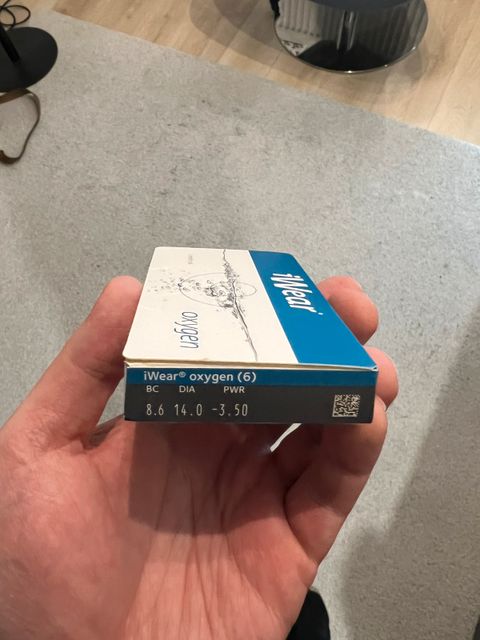 iWear
oxygen
iWear® oxygen (6)
BC DIA PWR
8.6 14.0 -3.50